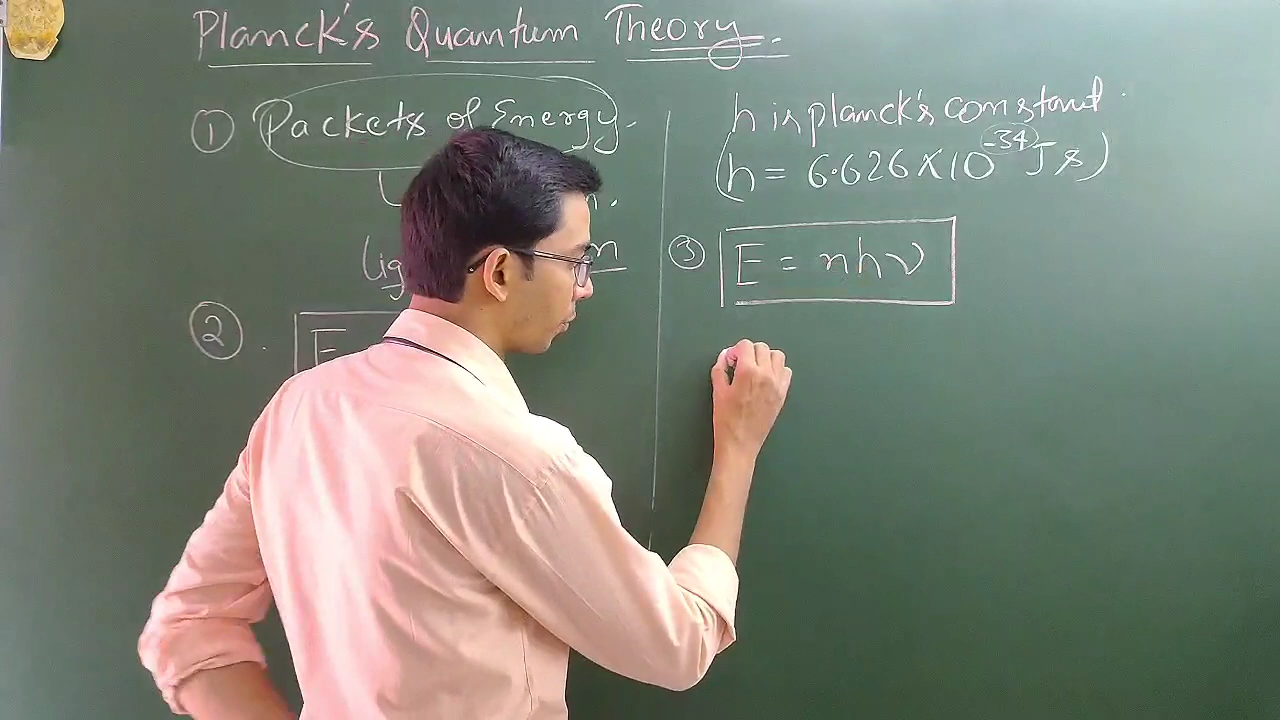 Planck's Quantum Theory.
① Packets of Energy.
② . E
h is planck's constant.
(h = 6.626 X 10⁻³⁴ J s)
③ E = nhν